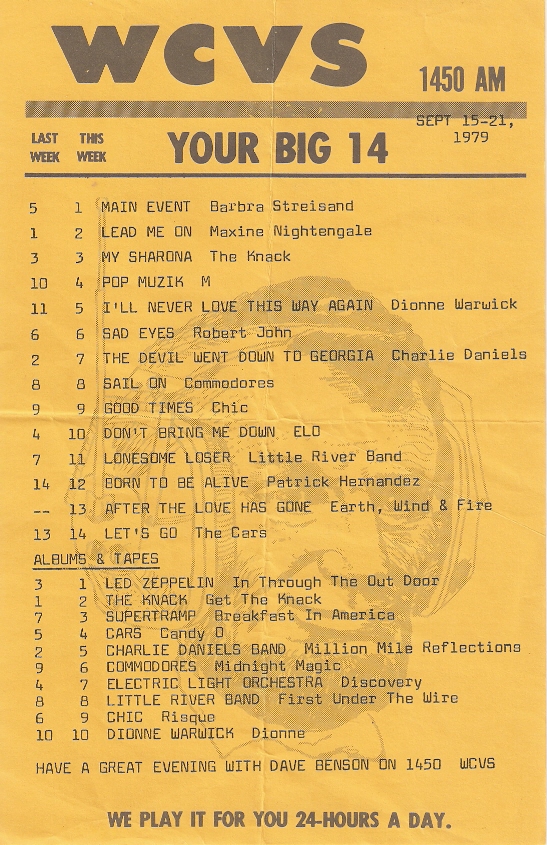 WCVS
1450 AM
SEPT 15-21,
1979
LAST WEEK THIS WEEK YOUR BIG 14
5 1 MAIN EVENT Barbra Streisand
1 2 LEAD ME ON Maxine Nightengale
3 3 MY SHARONA The Knack
10 4 POP MUZIK M
11 5 I'LL NEVER LOVE THIS WAY AGAIN Dionne Warwick
6 6 SAD EYES Robert John
2 7 THE DEVIL WENT DOWN TO GEORGIA Charlie Daniels
8 8 SAIL ON Commodores
9 9 GOOD TIMES Chic
4 10 DON'T BRING ME DOWN ELO
7 11 LONESOME LOSER Little River Band
14 12 BORN TO BE ALIVE Patrick Hernandez
-- 13 AFTER THE LOVE HAS GONE Earth, Wind & Fire
13 14 LET'S GO The Cars
ALBUMS & TAPES
3 1 LED ZEPPELIN In Through The Out Door
1 2 THE KNACK Get The Knack
7 3 SUPERTRAMP Breakfast In America
5 4 CARS Candy O
2 5 CHARLIE DANIELS BAND Million Mile Reflections
9 6 COMMODORES Midnight Magic
4 7 ELECTRIC LIGHT ORCHESTRA Discovery
8 8 LITTLE RIVER BAND First Under The Wire
6 9 CHIC Risque
10 10 DIONNE WARWICK Dionne
HAVE A GREAT EVENING WITH DAVE BENSON ON 1450 WCVS
WE PLAY IT FOR YOU 24-HOURS A DAY.